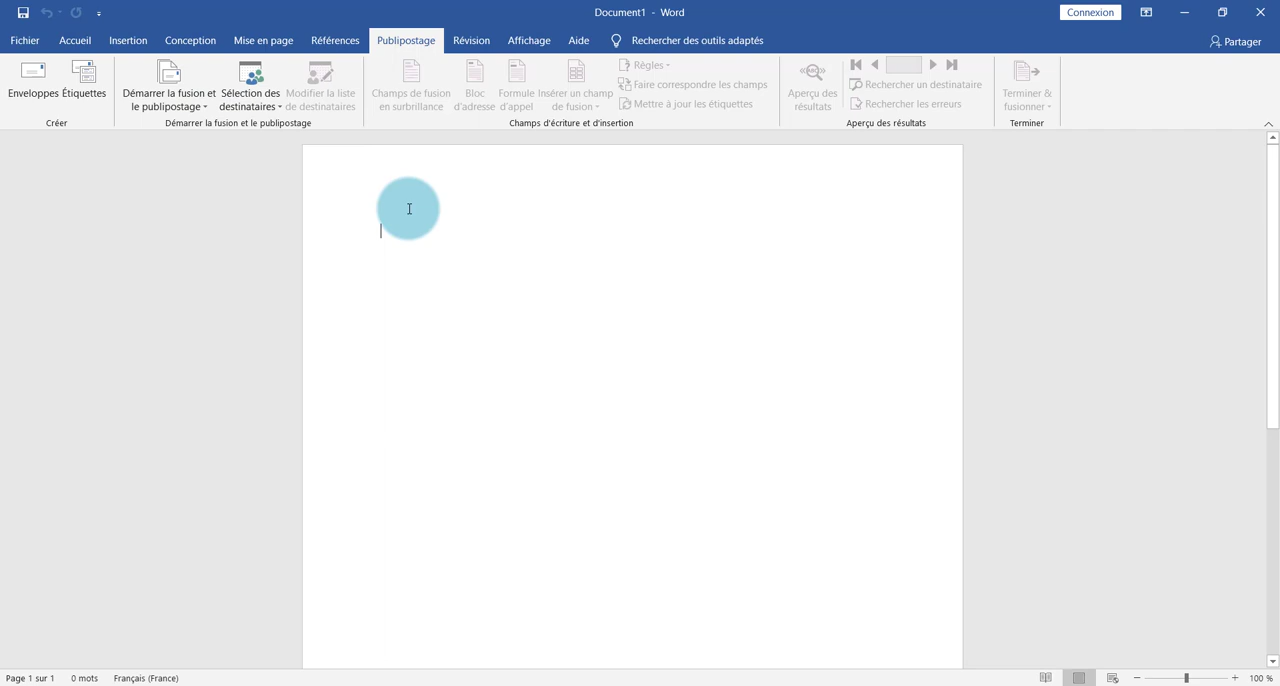 Document1 - Word
Connexion
Fichier Accueil Insertion Conception Mise en page Références Publipostage Révision Affichage Aide Rechercher des outils adaptés Partager
Enveloppes Étiquettes
Créer
Démarrer la fusion et
le publipostage
Sélection des
destinataires
Modifier la liste
de destinataires
Démarrer la fusion et le publipostage
Champs de fusion
en surbrillance
Bloc
d'adresse
Formule
d'appel
Insérer un champ
de fusion
Règles
Faire correspondre les champs
Mettre à jour les étiquettes
Champs d'écriture et d'insertion
ABC
Aperçu des
résultats
Rechercher un destinataire
Rechercher les erreurs
Aperçu des résultats
Terminer &
fusionner
Terminer
Page 1 sur 1 0 mots Français (France) 100 %